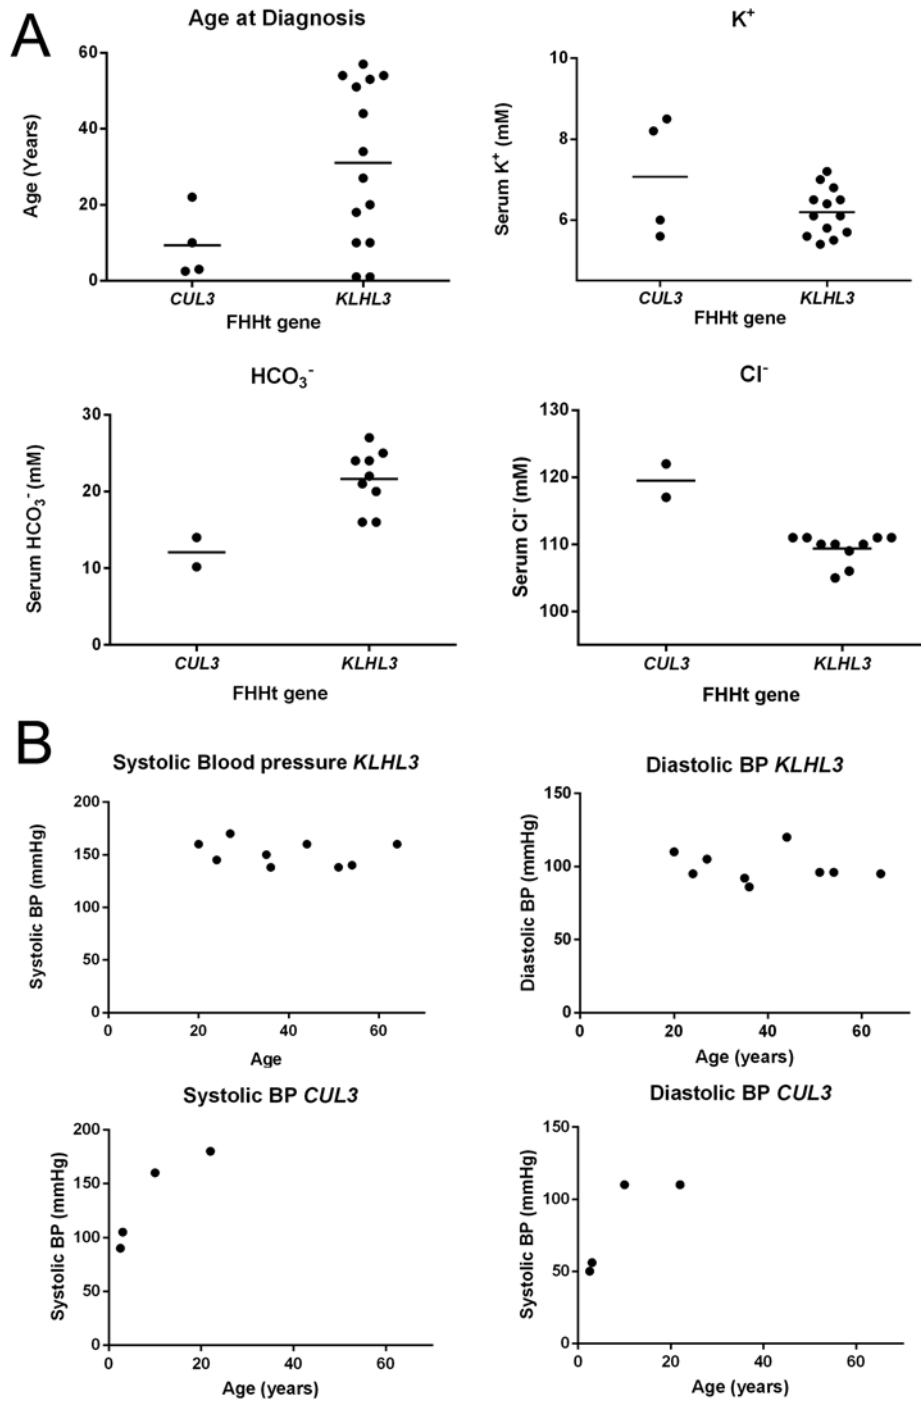 A
Age at Diagnosis
Age (Years)
60
40
20
0
CUL3
KLHL3
FHHt gene
K⁺
Serum K⁺ (mM)
10
8
6
CUL3
KLHL3
FHHt gene
HCO₃⁻
Serum HCO₃⁻ (mM)
30
20
10
0
CUL3
KLHL3
FHHt gene
Cl⁻
Serum Cl⁻ (mM)
130
120
110
100
CUL3
KLHL3
FHHt gene
B
Systolic Blood pressure KLHL3
Systolic BP (mmHg)
200
150
100
50
0
0 20 40 60
Age
Diastolic BP KLHL3
Diastolic BP (mmHg)
150
100
50
0
0 20 40 60
Age (years)
Systolic BP CUL3
Systolic BP (mmHg)
200
150
100
50
0
0 20 40 60
Age (years)
Diastolic BP CUL3
Systolic BP (mmHg)
150
100
50
0
0 20 40 60
Age (years)